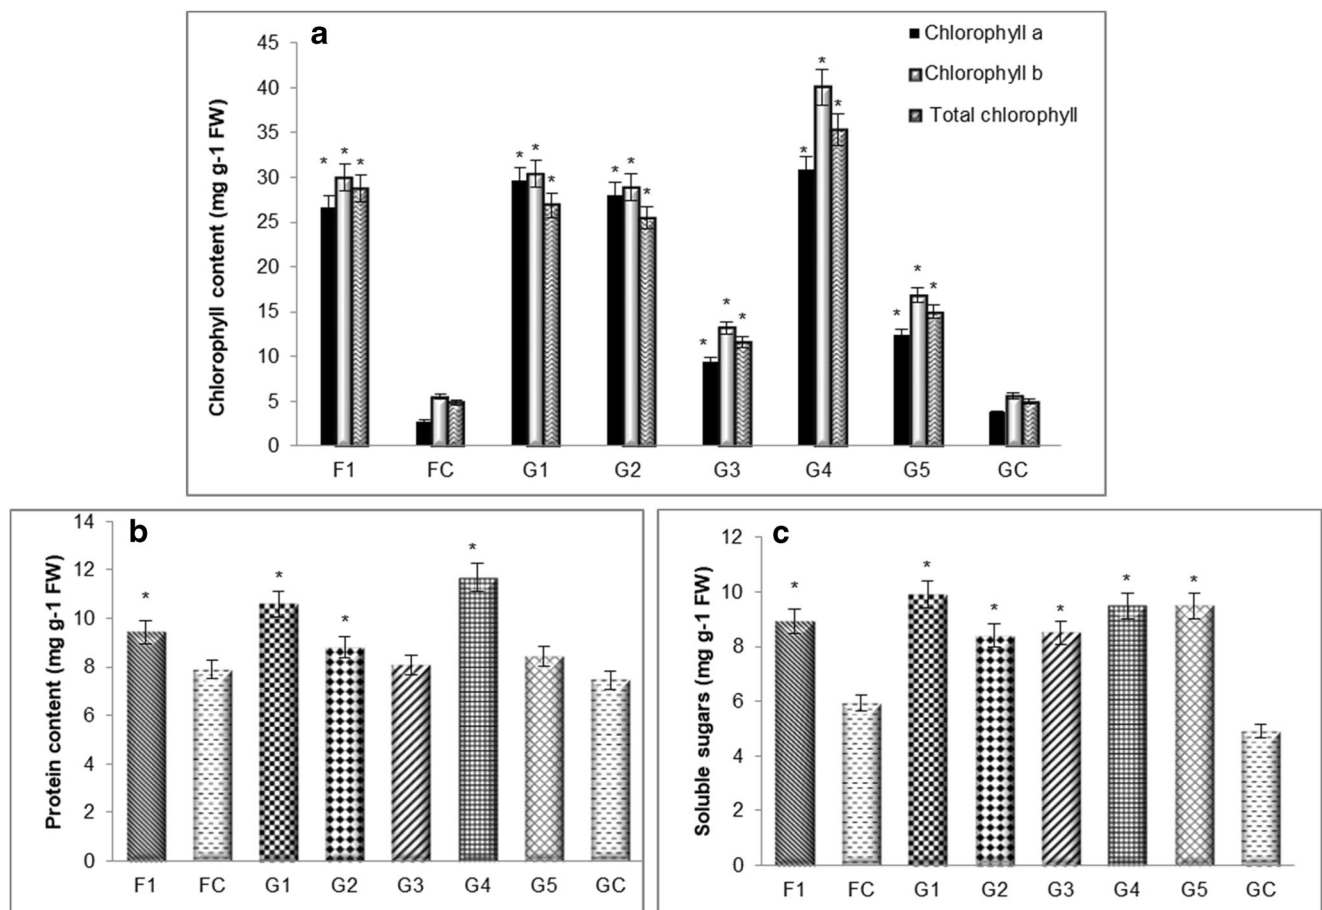 a
Chlorophyll content (mg g-1 FW)
45
40
35
30
25
20
15
10
5
0
Chlorophyll a
Chlorophyll b
Total chlorophyll
* * *
* * *
* * *
* * *
* * *
* * *
F1 FC G1 G2 G3 G4 G5 GC
b
Protein content (mg g-1 FW)
14
12
10
8
6
4
2
0
* * * *
F1 FC G1 G2 G3 G4 G5 GC
c
Soluble sugars (mg g-1 FW)
12
10
8
6
4
2
0
* * * * * *
F1 FC G1 G2 G3 G4 G5 GC